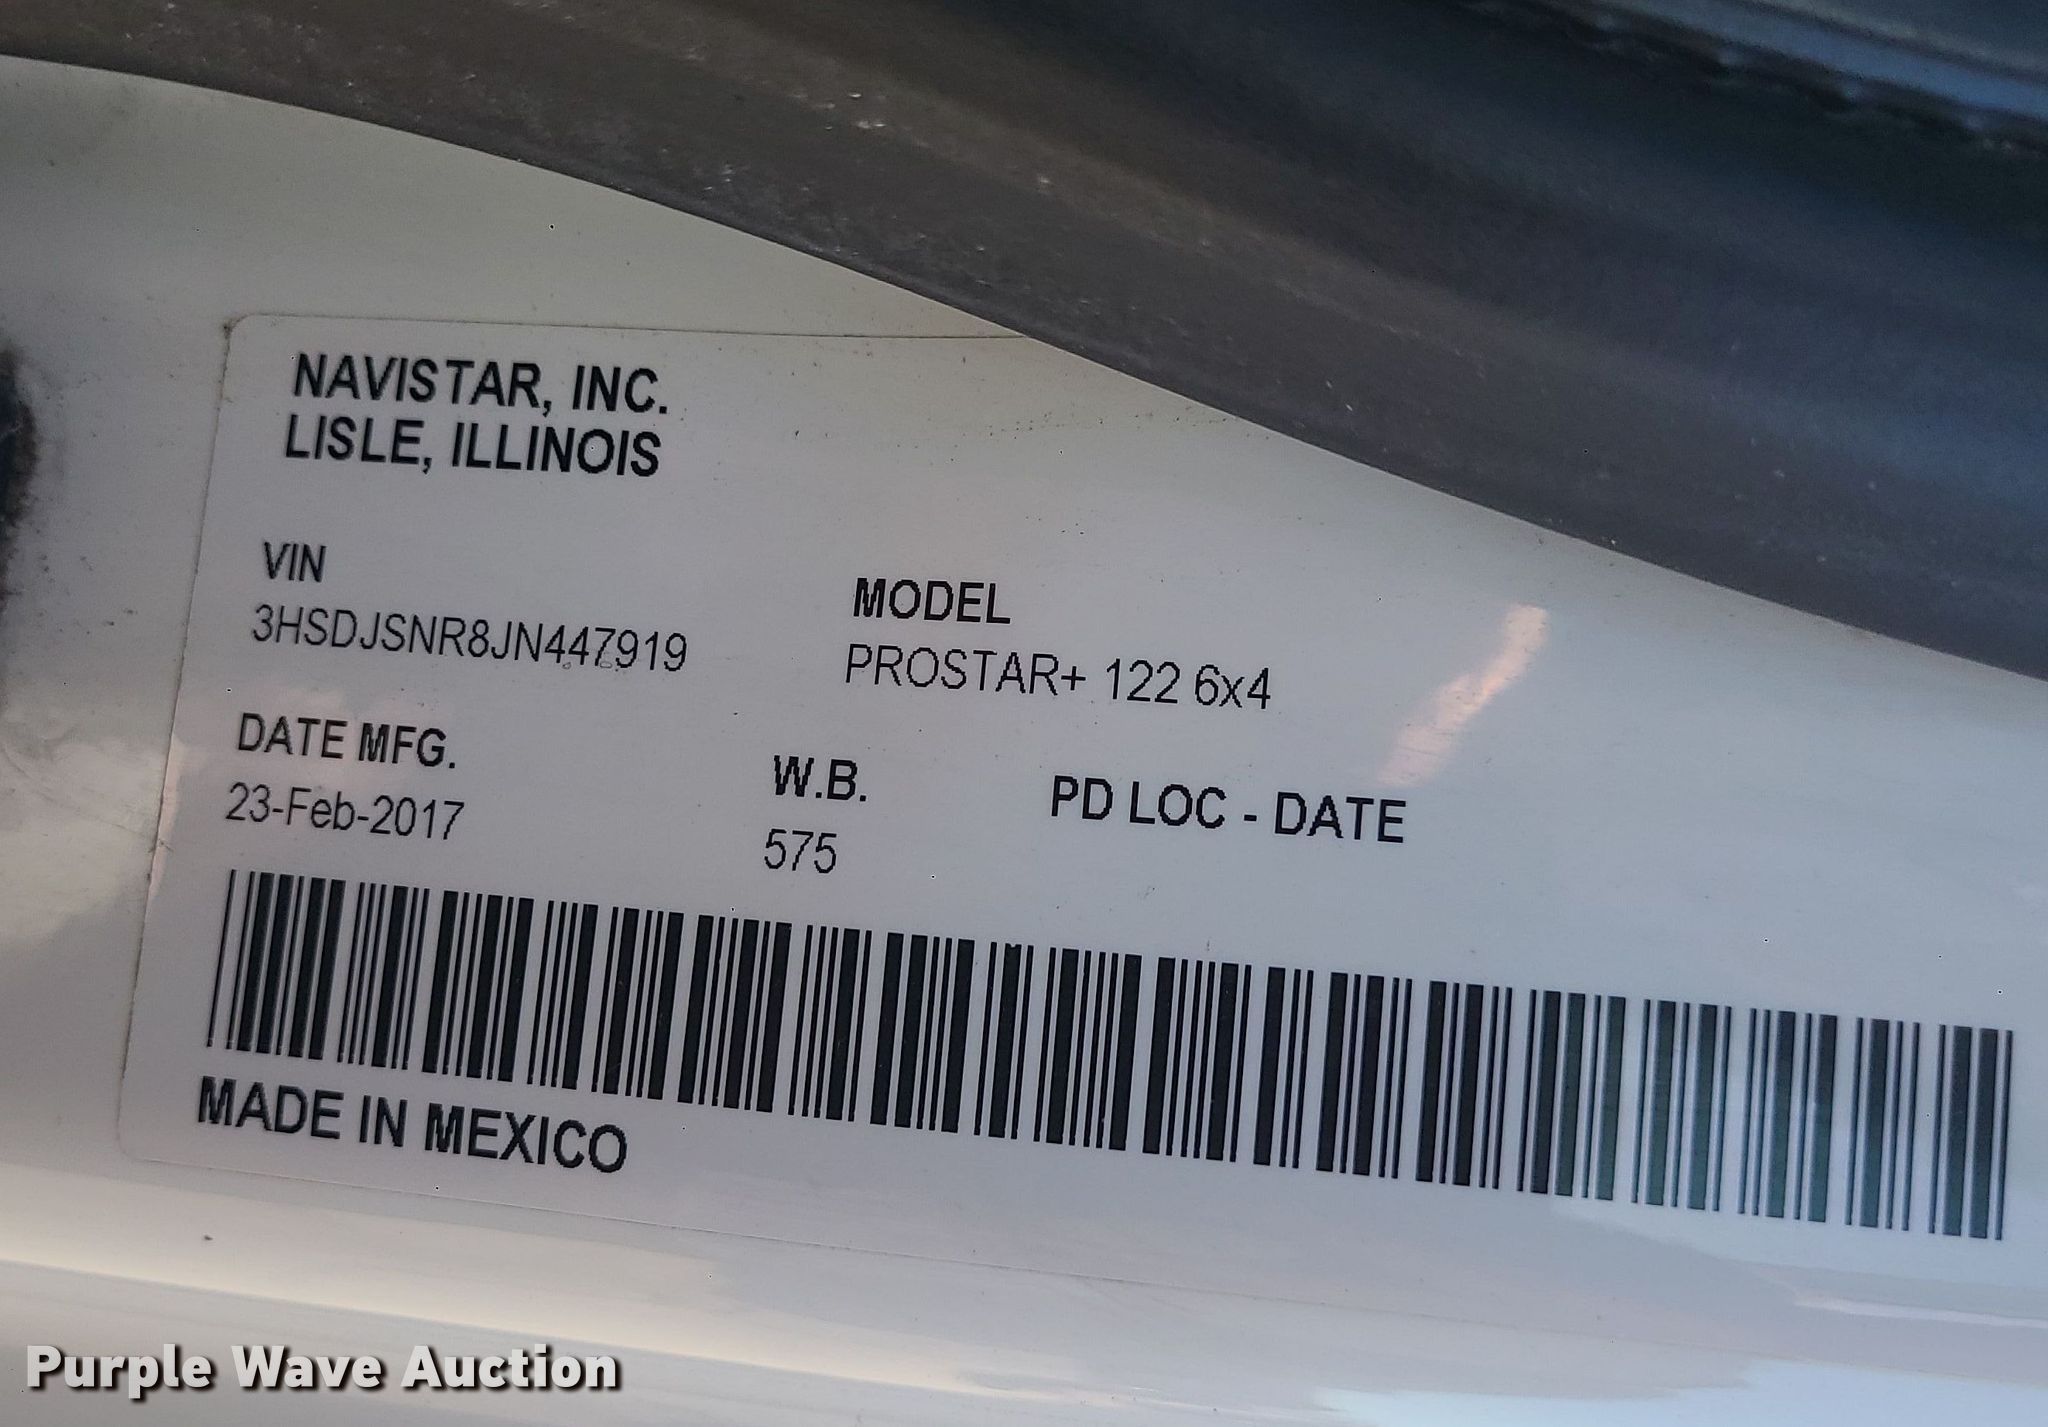 NAVISTAR, INC.
LISLE, ILLINOIS
VIN
3HSDJSNR8JN447919
MODEL
PROSTAR+ 122 6x4
DATE MFG.
23-Feb-2017
W.B.
575
PD LOC - DATE
MADE IN MEXICO
Purple Wave Auction